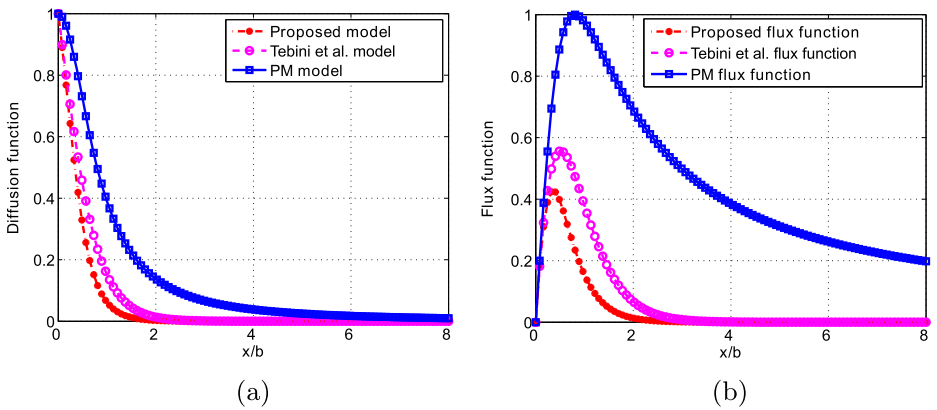 Proposed model
Tebini et al. model
PM model
Diffusion function
1
0.8
0.6
0.4
0.2
0
0
2
4
6
8
x/b
(a)
Proposed flux function
Tebini et al. flux function
PM flux function
Flux function
1
0.8
0.6
0.4
0.2
0
0
2
4
6
8
x/b
(b)